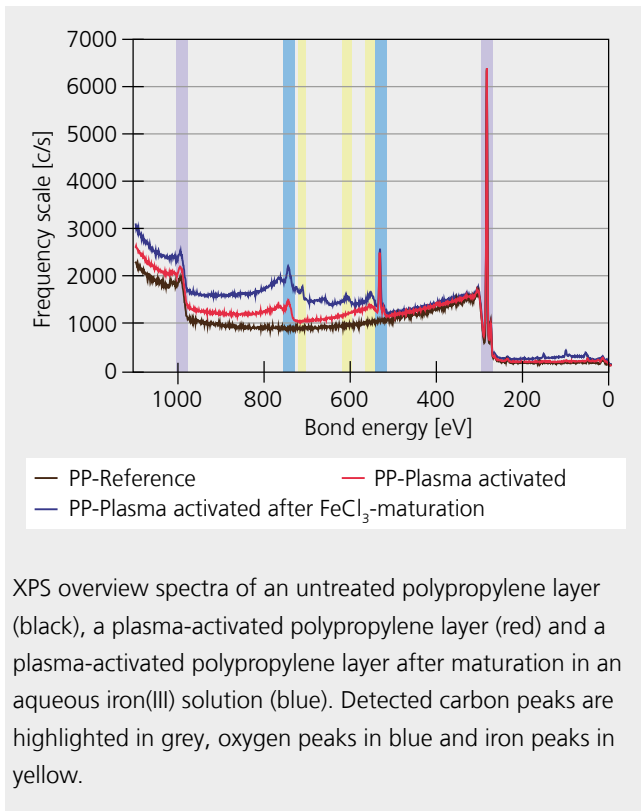 7000
6000
5000
4000
3000
2000
1000
0
Frequency scale [c/s]
1000 800 600 400 200 0
Bond energy [eV]
PP-Reference PP-Plasma activated
PP-Plasma activated after FeCl₃-maturation
XPS overview spectra of an untreated polypropylene layer
(black), a plasma-activated polypropylene layer (red) and a
plasma-activated polypropylene layer after maturation in an
aqueous iron(III) solution (blue). Detected carbon peaks are
highlighted in grey, oxygen peaks in blue and iron peaks in
yellow.